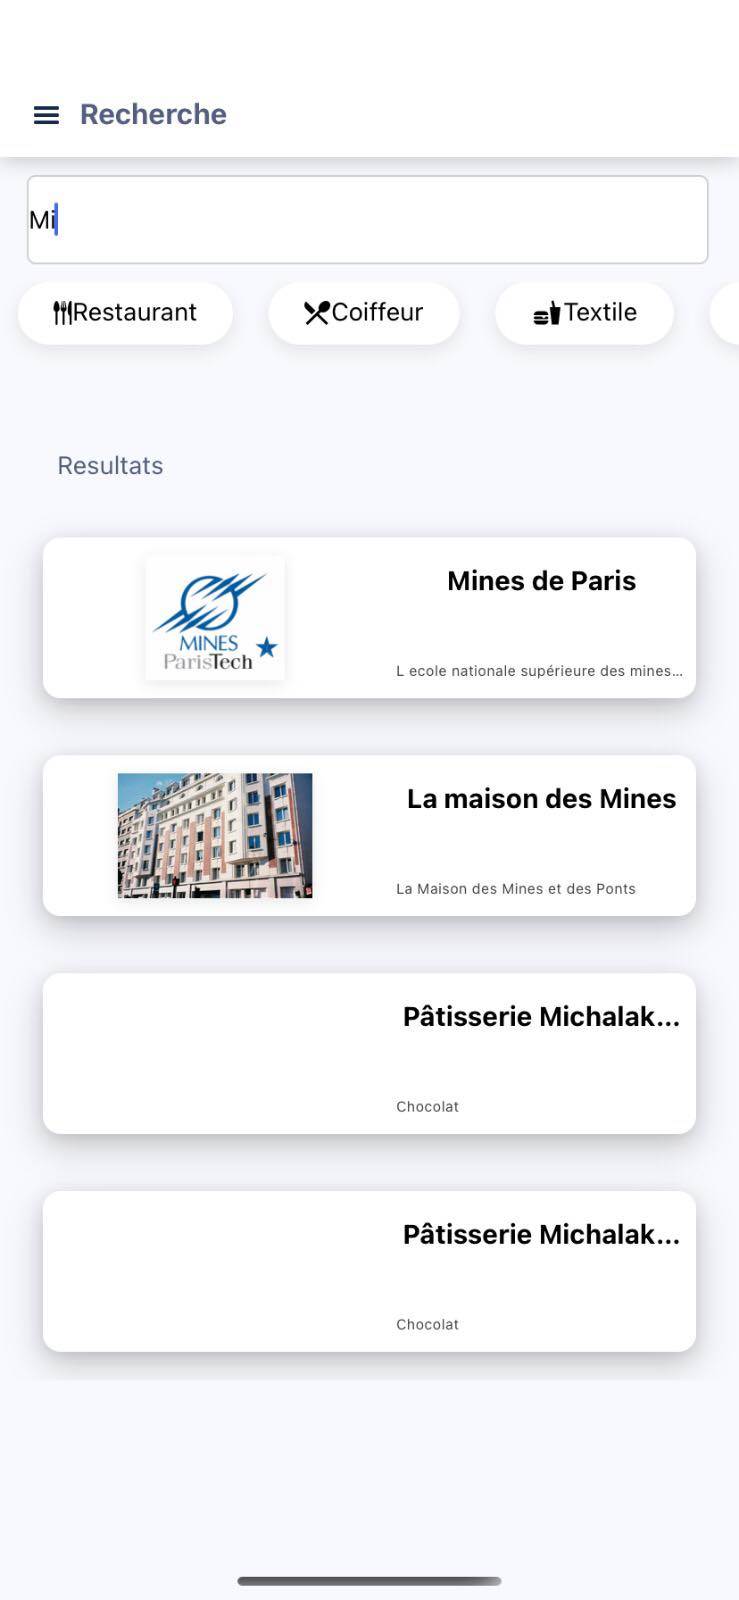 Recherche
Mi
Restaurant
Coiffeur
Textile
Resultats
MINES
ParisTech
Mines de Paris
L ecole nationale supérieure des mines...
La maison des Mines
La Maison des Mines et des Ponts
Pâtisserie Michalak...
Chocolat
Pâtisserie Michalak...
Chocolat